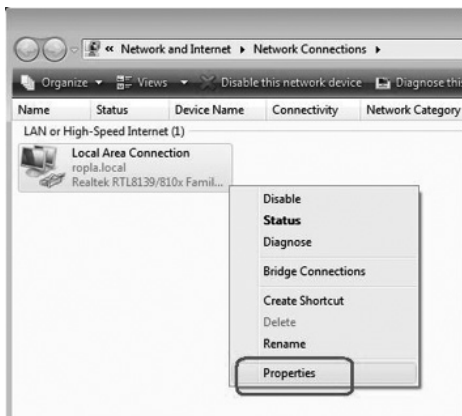 « Network and Internet ▸ Network Connections ▸
Organize ▾ Views ▾ Disable this network device Diagnose this
Name Status Device Name Connectivity Network Category
LAN or High-Speed Internet (1)
Local Area Connection
ropla.local
Realtek RTL8139/810x Famil...
Disable
Status
Diagnose
Bridge Connections
Create Shortcut
Delete
Rename
Properties